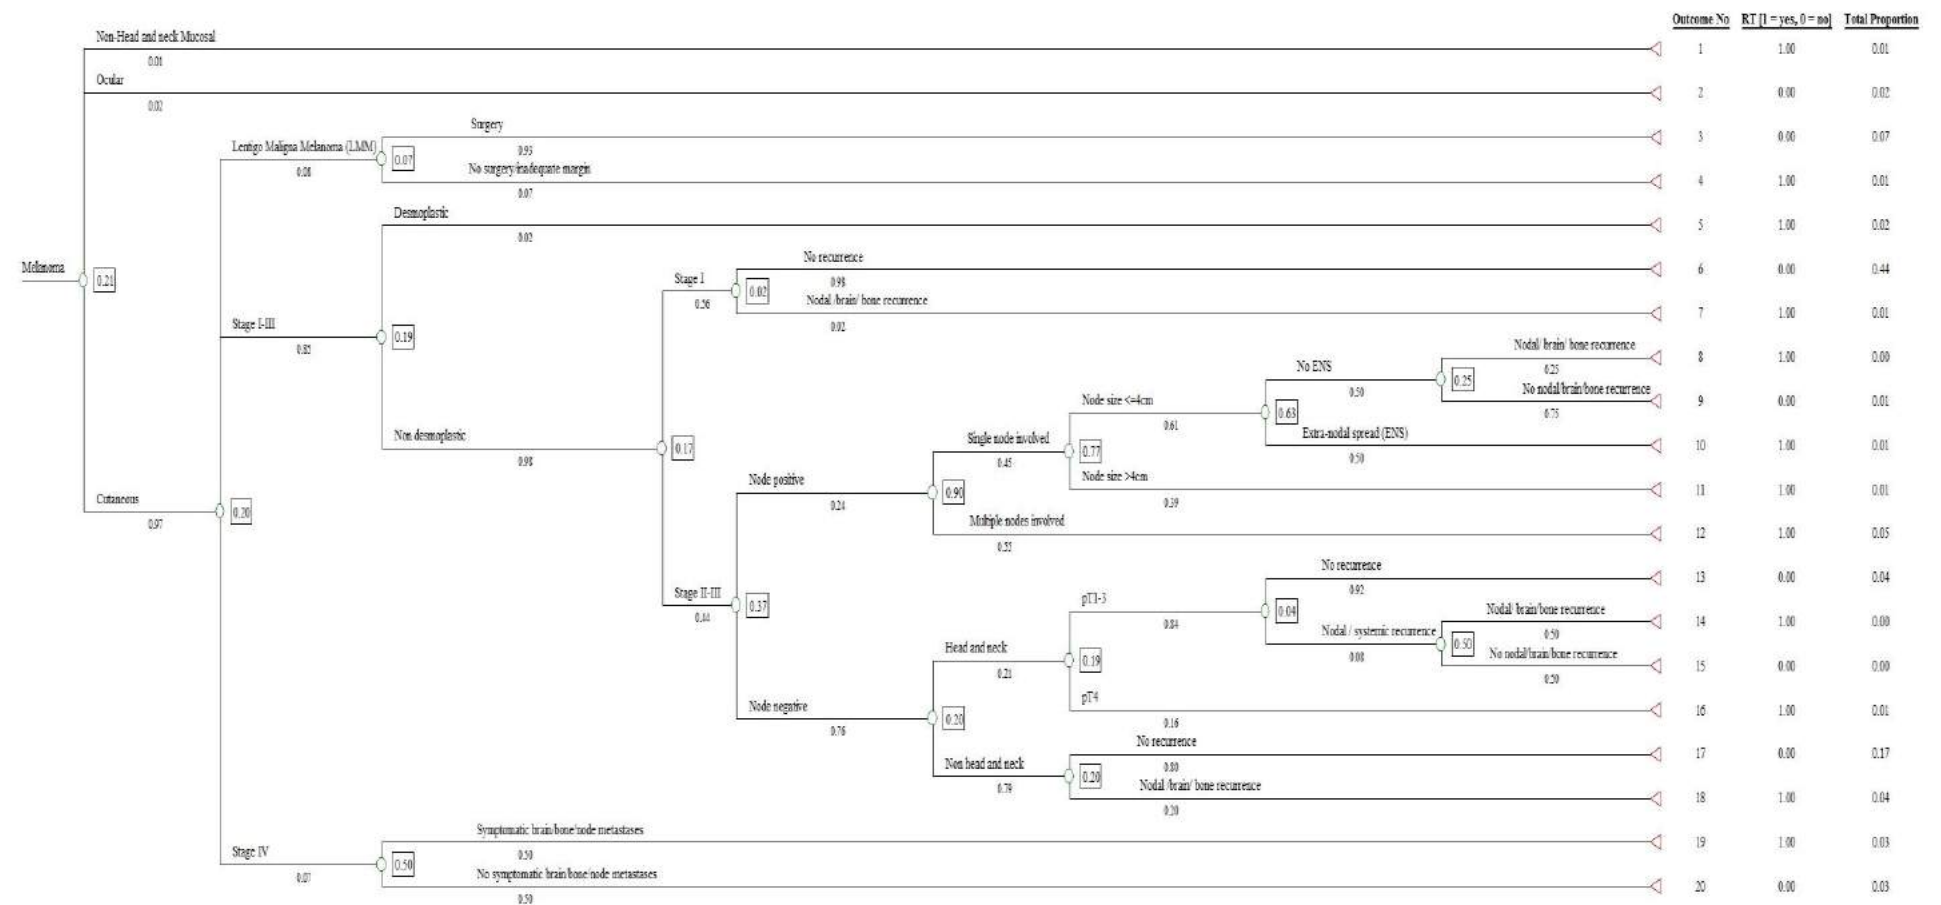 Outcome No RT [1 = yes, 0 = no] Total Proportion
Non-Head and neck Mucosal
0.01
1 1.00 0.01
Ocular
0.02
2 0.00 0.02
Surgery
0.93
3 0.00 0.07
Lentigo Maligna Melanoma (LMM)
0.08
0.07
No surgery/inadequate margin
0.07
4 1.00 0.01
Desmoplastic
0.02
5 1.00 0.02
No recurrence
0.98
6 0.00 0.44
Melanoma
0.21
Stage I
0.56
0.02
Nodal /brain/ bone recurrence
0.02
7 1.00 0.01
Stage I-III
0.85
0.19
Nodal/ brain/ bone recurrence
0.25
8 1.00 0.00
No ENS
0.50
0.25
No nodal/brain/bone recurrence
0.75
9 0.00 0.01
Node size <=4cm
0.61
0.63
Extra-nodal spread (ENS)
0.50
10 1.00 0.01
Non desmoplastic
0.98
0.17
Single node involved
0.45
0.77
Node size >4cm
0.39
11 1.00 0.01
Node positive
0.24
0.90
Multiple nodes involved
0.55
12 1.00 0.05
Cutaneous
0.97
0.20
No recurrence
0.92
13 0.00 0.04
Stage II-III
0.44
0.37
pT1-3
0.84
0.04
Nodal/ brain/bone recurrence
0.50
14 1.00 0.00
Nodal / systemic recurrence
0.08
0.50
No nodal/brain/bone recurrence
0.50
15 0.00 0.00
Head and neck
0.21
0.19
pT4
0.16
16 1.00 0.01
Node negative
0.76
0.20
No recurrence
0.80
17 0.00 0.17
Non head and neck
0.79
0.20
Nodal /brain/ bone recurrence
0.20
18 1.00 0.04
Symptomatic brain/bone/node metastases
0.50
19 1.00 0.03
Stage IV
0.07
0.50
No symptomatic brain/bone/node metastases
0.50
20 0.00 0.03